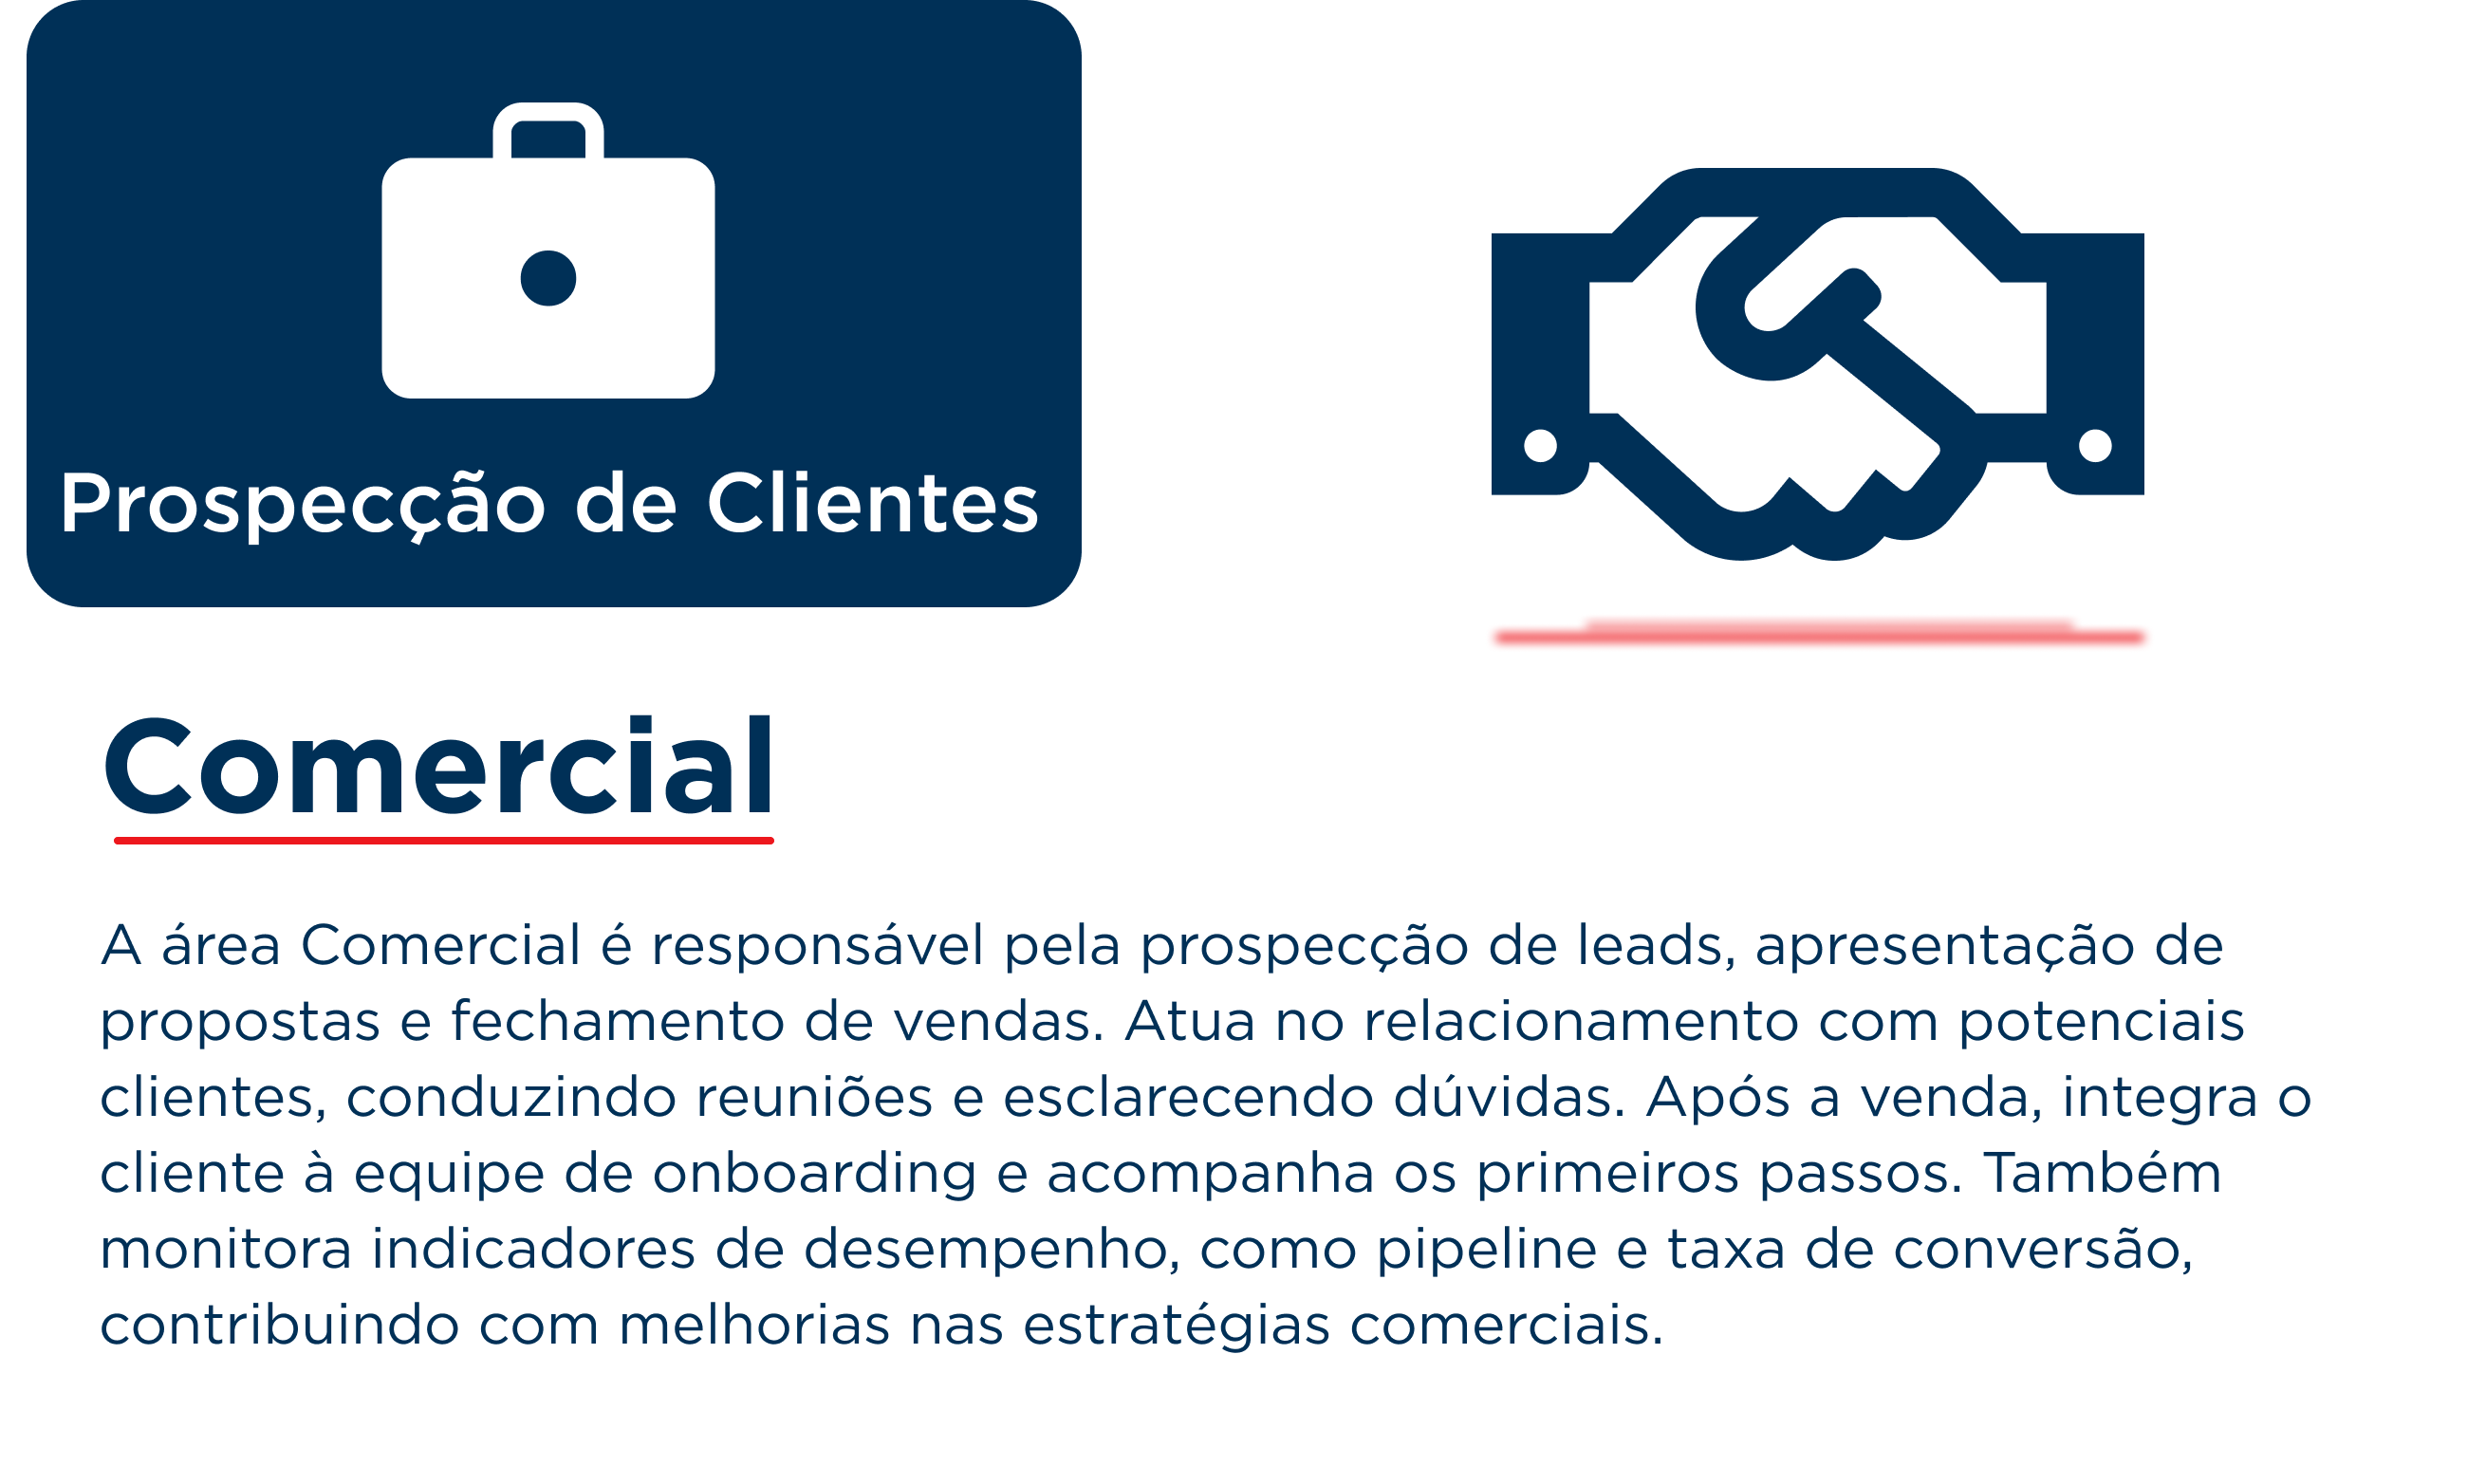 Prospecção de Clientes
Comercial
A área Comercial é responsável pela prospecção de leads, apresentação de
propostas e fechamento de vendas. Atua no relacionamento com potenciais
clientes, conduzindo reuniões e esclarecendo dúvidas. Após a venda, integra o
cliente à equipe de onboarding e acompanha os primeiros passos. Também
monitora indicadores de desempenho, como pipeline e taxa de conversão,
contribuindo com melhorias nas estratégias comerciais.